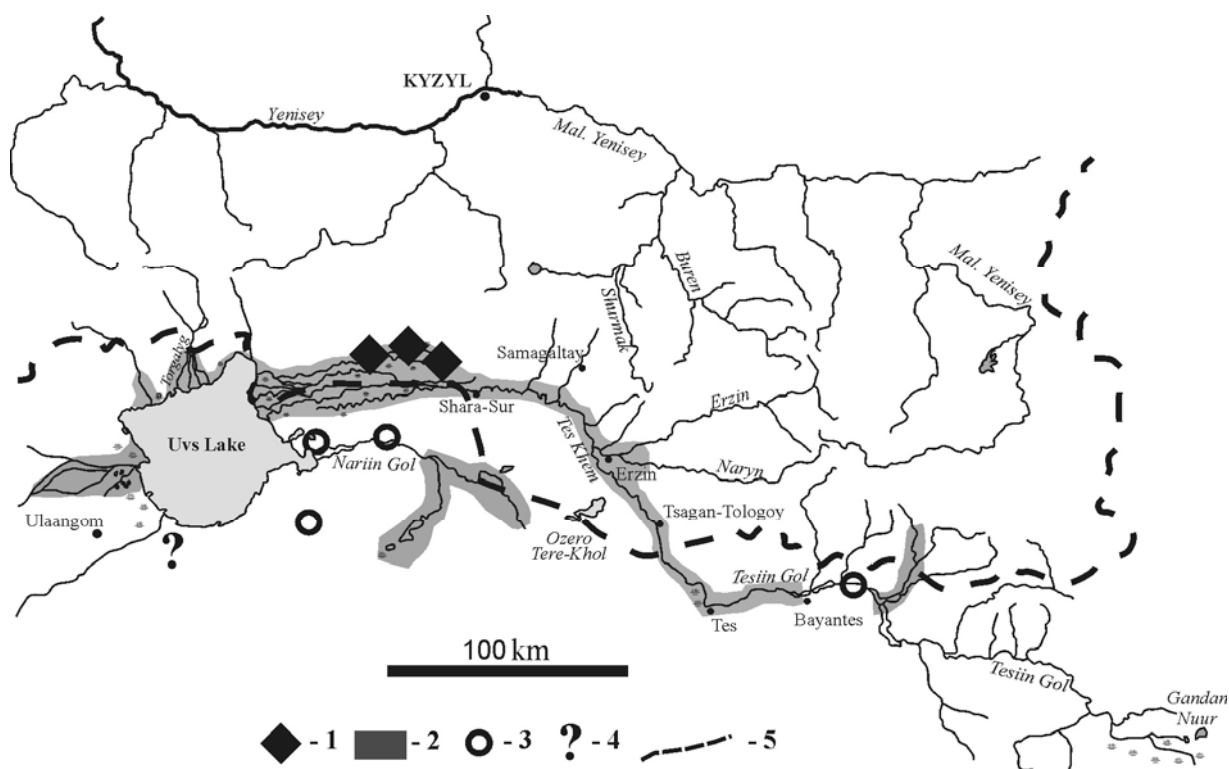 KYZYL
Yenisey
Mal. Yenisey
Buren
Mal. Yenisey
Shurmak
Torgalyg
Samagaltay
Erzin
Shara-Sur
Tes Khem
Uvs Lake
Nariin Gol
Erzin
Naryn
Ulaangom
Tsagan-Tologoy
?
Ozero
Tere-Khol
Tesiin Gol
Tes
Bayantes
100 km
Tesiin Gol
Gandan
Nuur
- 1 - 2 - 3 ? - 4 - 5